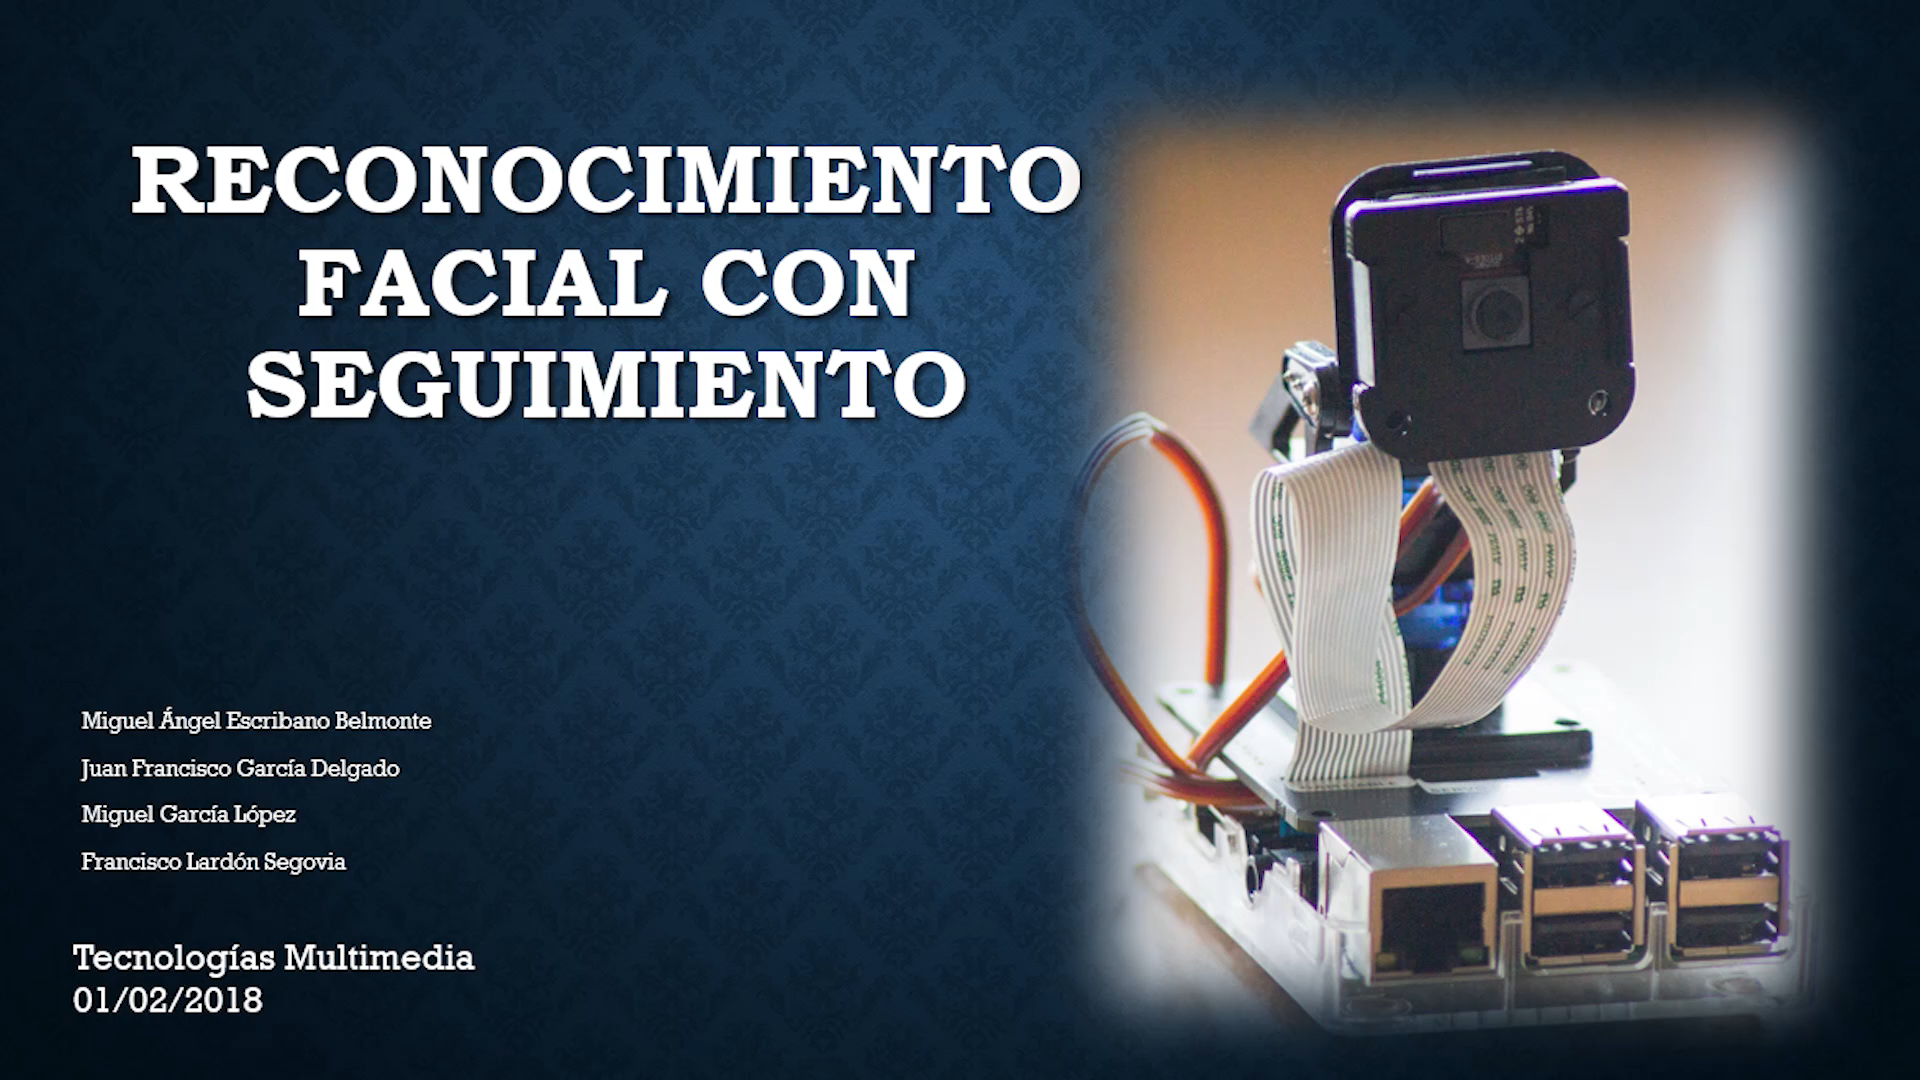 RECONOCIMIENTO
FACIAL CON
SEGUIMIENTO
Miguel Ángel Escribano Belmonte
Juan Francisco García Delgado
Miguel García López
Francisco Lardón Segovia
Tecnologías Multimedia
01/02/2018